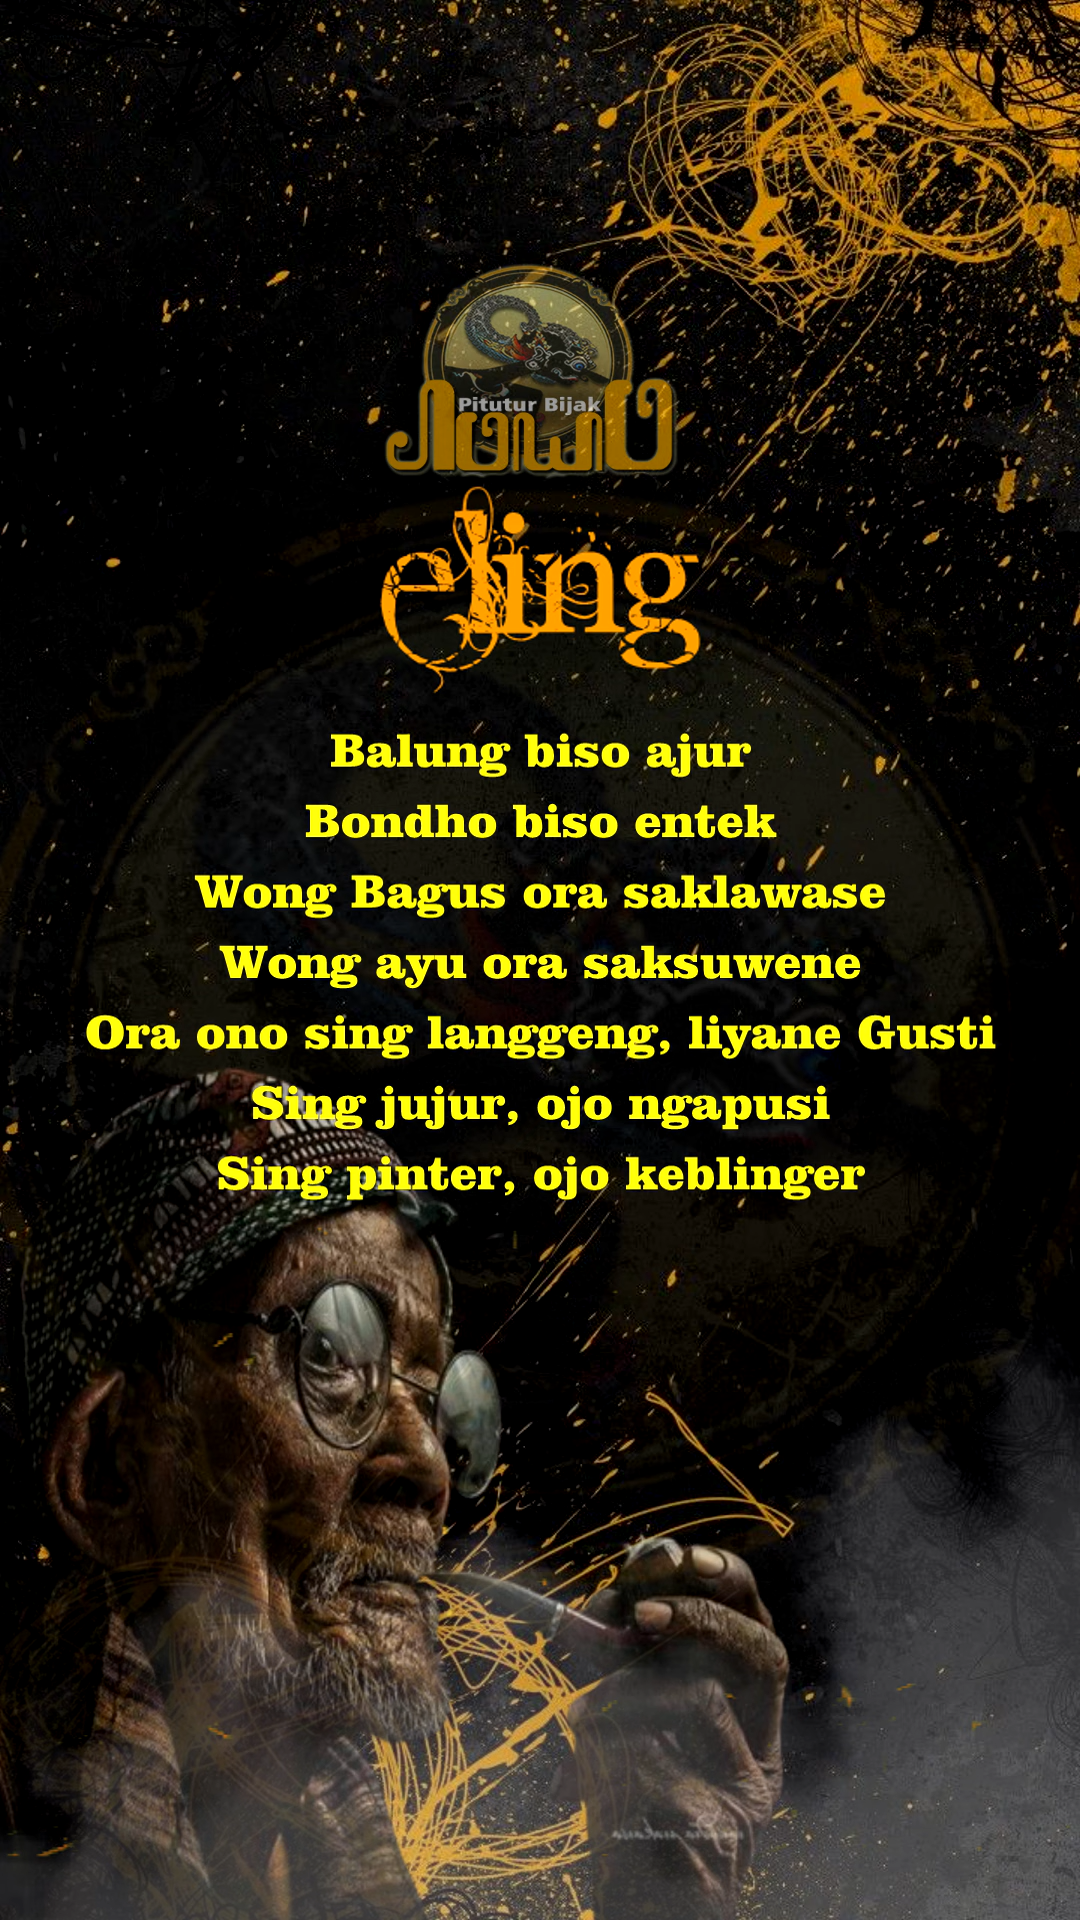 Pitutur Bijak
eling
Balung biso ajur
Bondho biso entek
Wong Bagus ora saklawase
Wong ayu ora saksuwene
Ora ono sing langgeng, liyane Gusti
Sing jujur, ojo ngapusi
Sing pinter, ojo keblinger